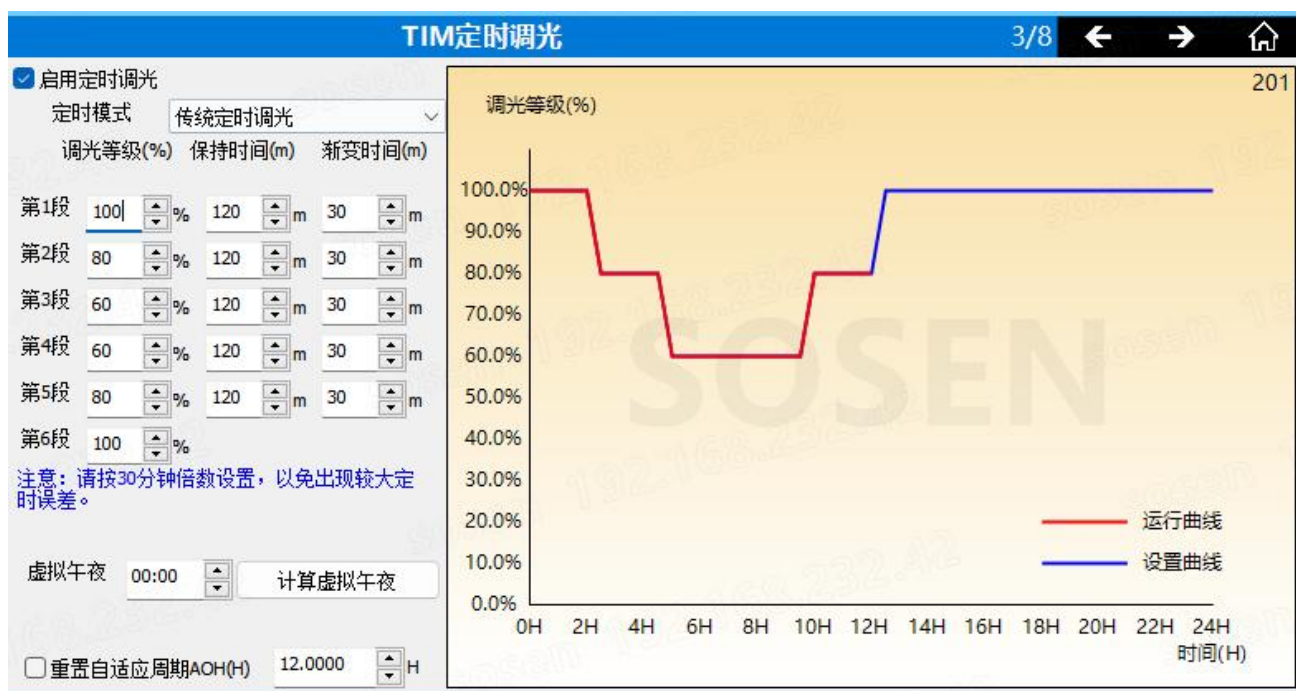 TIM定时调光 3/8
启用定时调光
定时模式 传统定时调光
调光等级(%) 保持时间(m) 渐变时间(m)
第1段 100 % 120 m 30 m
第2段 80 % 120 m 30 m
第3段 60 % 120 m 30 m
第4段 60 % 120 m 30 m
第5段 80 % 120 m 30 m
第6段 100 %
注意：请按30分钟倍数设置，以免出现较大定
时误差。
虚拟午夜 00:00 计算虚拟午夜
重置自适应周期AOH(H) 12.0000 H
201
调光等级(%)
100.0%
90.0%
80.0%
70.0%
60.0%
50.0%
40.0%
30.0%
20.0%
10.0%
0.0%
SOSEN
运行曲线
设置曲线
0H 2H 4H 6H 8H 10H 12H 14H 16H 18H 20H 22H 24H
时间(H)